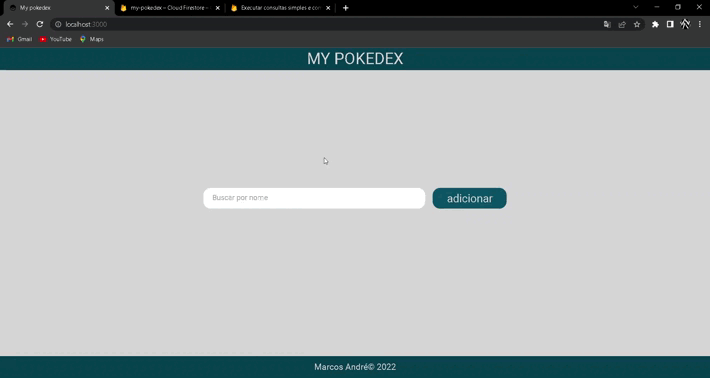 My pokedex
my-pokedex – Cloud Firestore -
Executar consultas simples e con
localhost:3000
Gmail YouTube Maps
MY POKEDEX
Buscar por nome adicionar
Marcos André© 2022